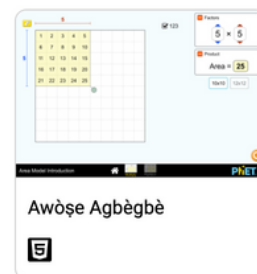 5
123
Factors
5 × 5
5
1 2 3 4 5
6 7 8 9 10
11 12 13 14 15
16 17 18 19 20
21 22 23 24 25
Product
Area = 25
10x10 12x12
Area Model Introduction
PhET
Awòṣe Agbègbè
5